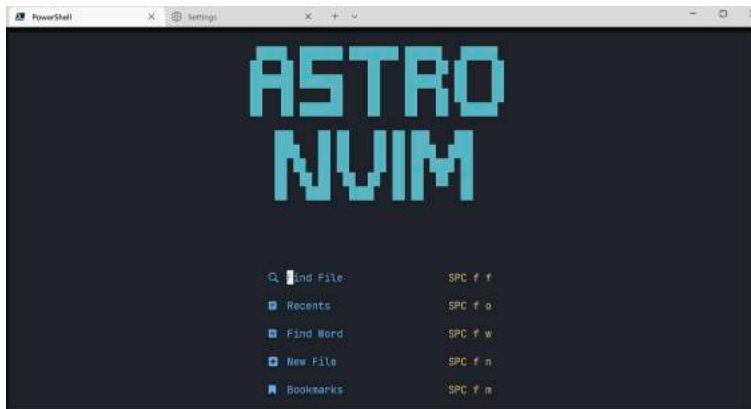 PowerShell
Settings
ASTRO
NVIM
Find File SPC f f
Recents SPC f o
Find Word SPC f w
New File SPC f n
Bookmarks SPC f m